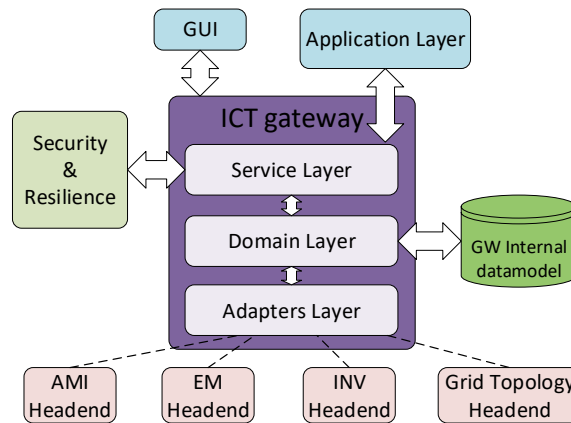 GUI
Application Layer
ICT gateway
Security
&
Resilience
Service Layer
Domain Layer
GW Internal
datamodel
Adapters Layer
AMI
Headend
EM
Headend
INV
Headend
Grid Topology
Headend